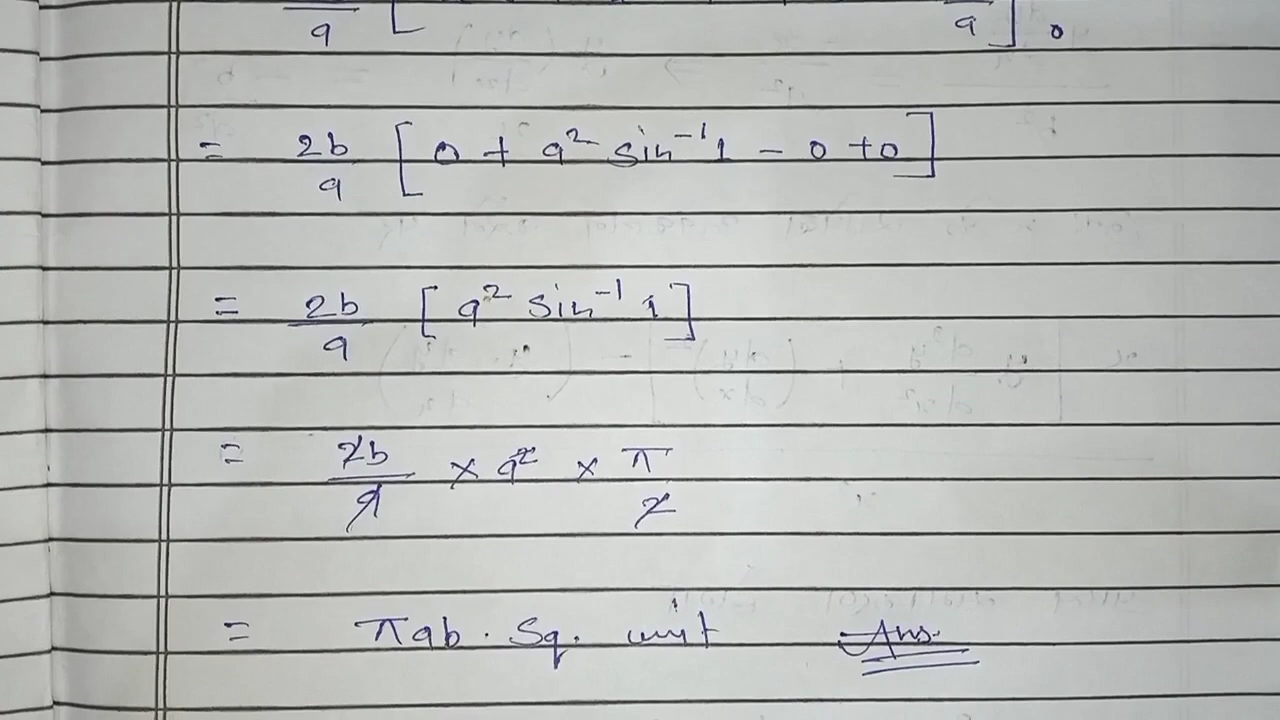 a [ a ] 0
= 2b/a [ 0 + a² sin⁻¹ 1 - 0 + 0 ]
= 2b/a [ a² sin⁻¹ 1 ]
= 2b/a × a² × π/2
= πab. Sq. unit Ans.